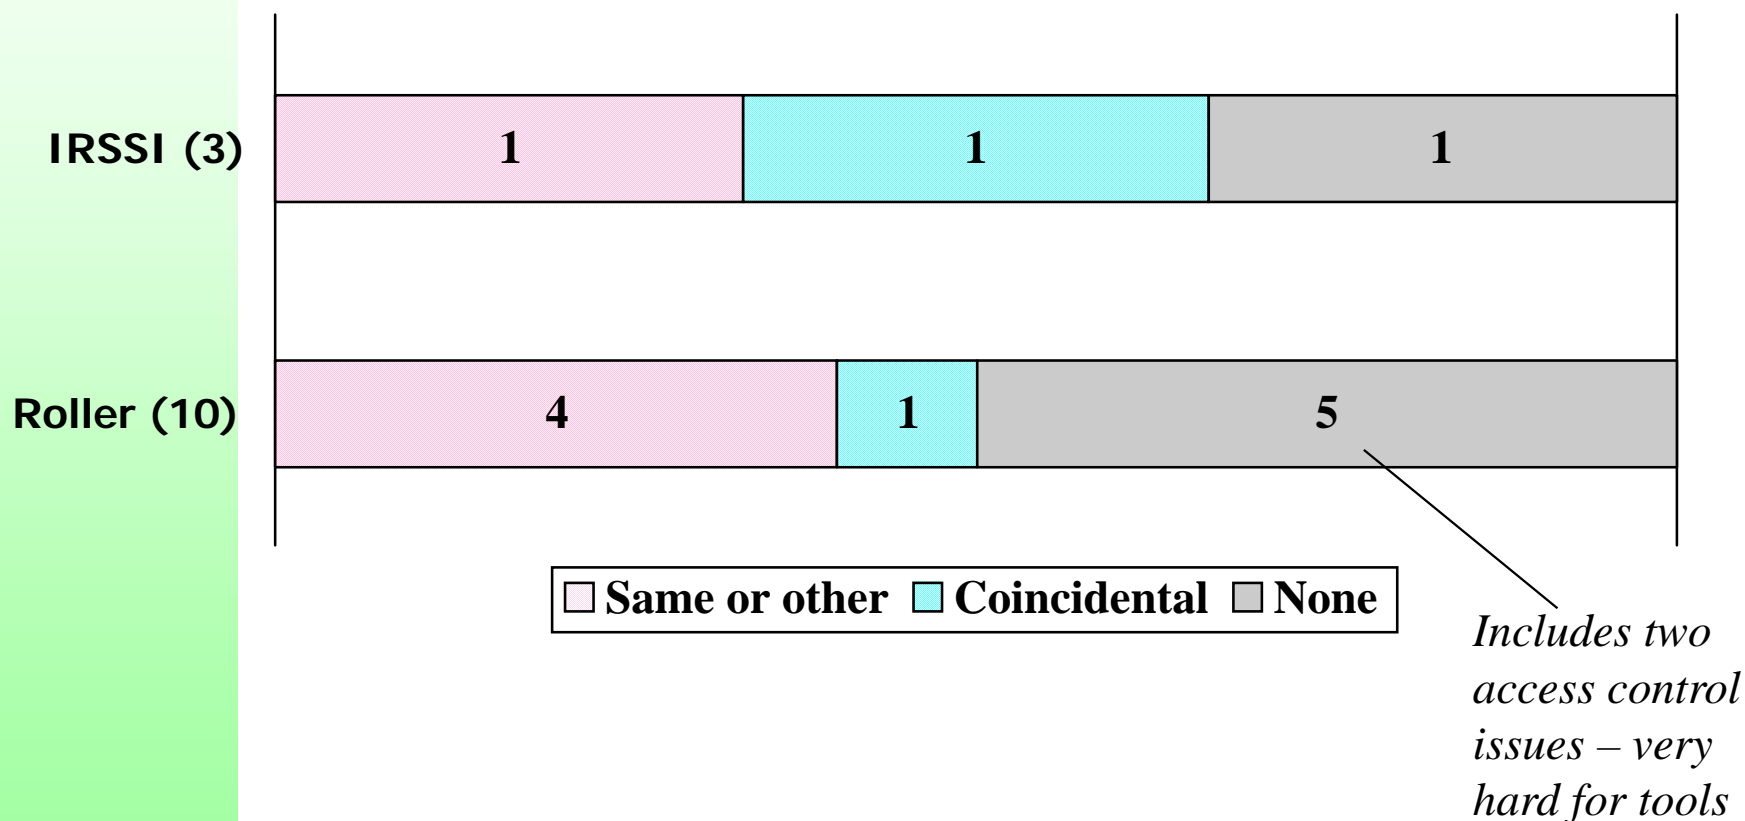 IRSSI (3)
1 1 1
Roller (10)
4 1 5
Same or other Coincidental None
Includes two
access control
issues – very
hard for tools